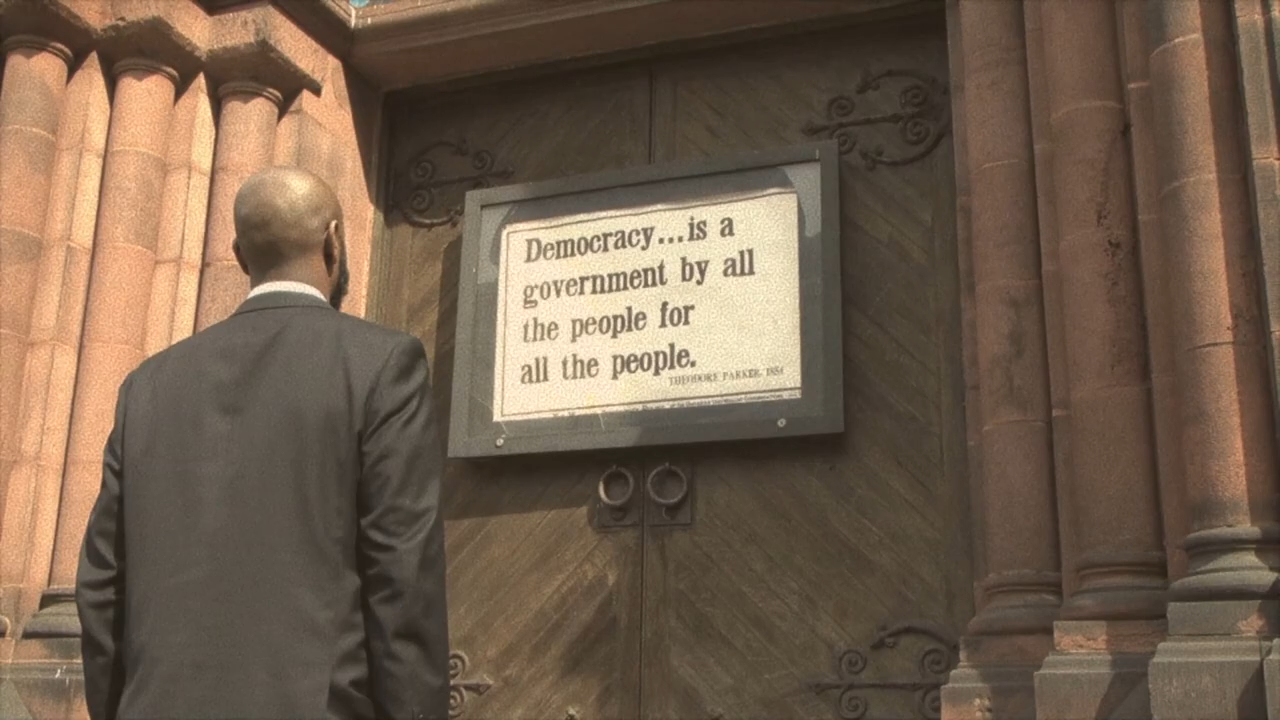 Democracy...is a
government by all
the people for
all the people.
THEODORE PARKER, 1854